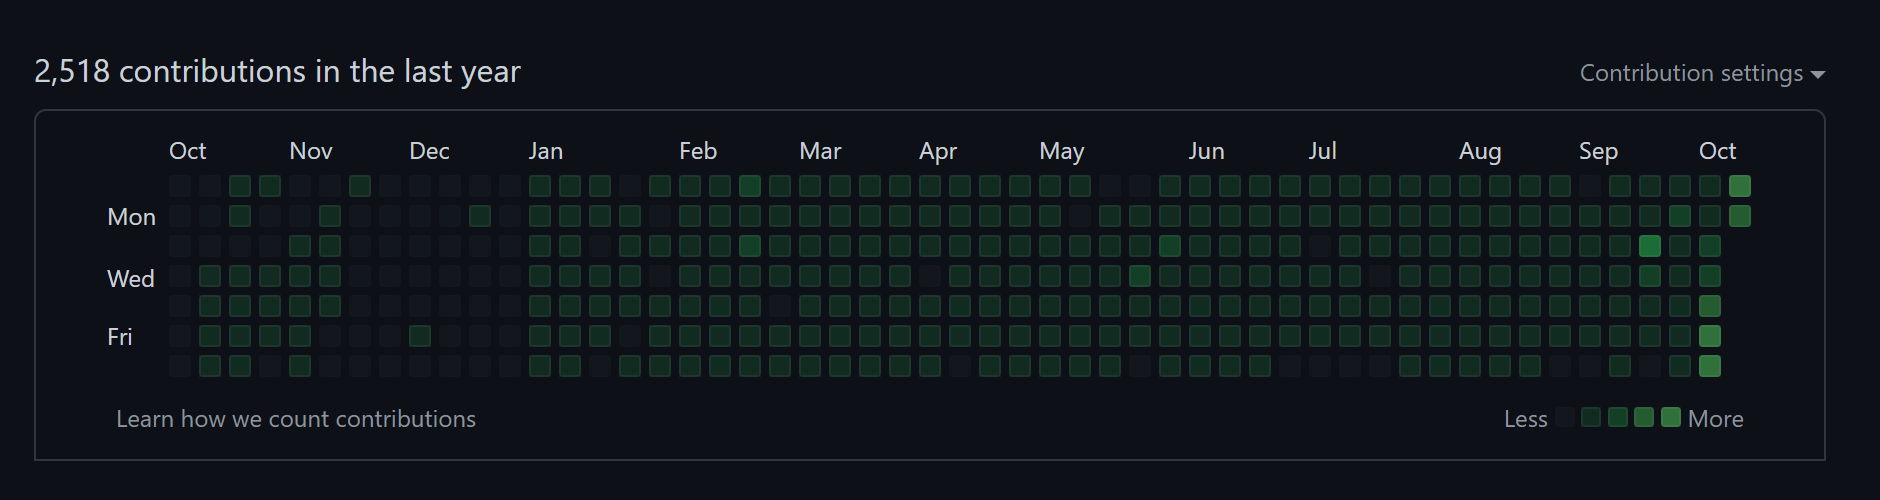 2,518 contributions in the last year
Contribution settings
Oct Nov Dec Jan Feb Mar Apr May Jun Jul Aug Sep Oct
Mon
Wed
Fri
Learn how we count contributions
Less More